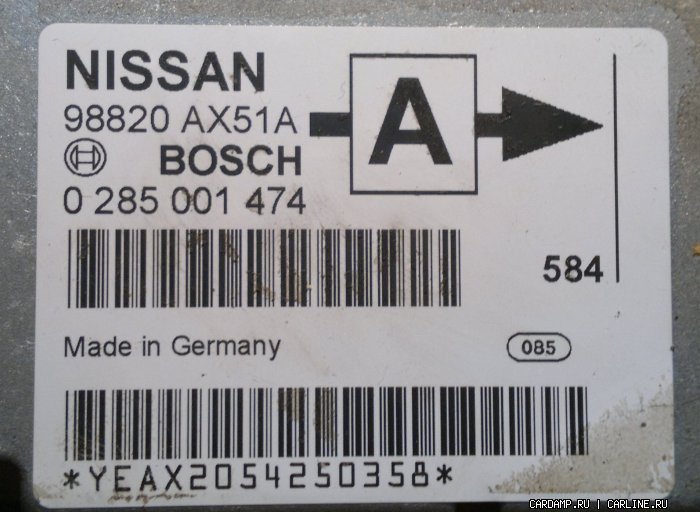 NISSAN
98820 AX51A
A
BOSCH
0 285 001 474
584
Made in Germany
085
*YEAX2054250358*
CARDAMP.RU | CARLINE.RU